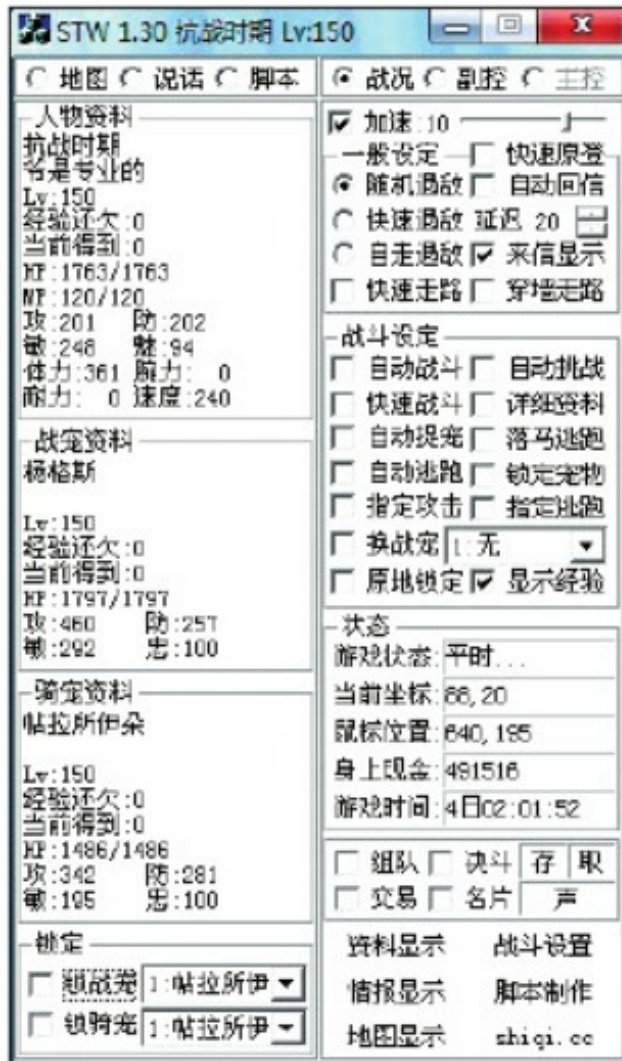 STW 1.30 抗战时期 Lv:150
地图 说话 脚本
战况 副控 主控
人物资料
抗战时期
爷是专业的
Lv:150
经验还欠:0
当前得到:0
HP:1763/1763
MP:120/120
攻:201 防:202
敏:248 魅:94
体力:361 腕力: 0
耐力: 0 速度:240
战宠资料
杨格斯
Lv:150
经验还欠:0
当前得到:0
HP:1797/1797
攻:460 防:257
敏:292 忠:100
骑宠资料
帖拉所伊朵
Lv:150
经验还欠:0
当前得到:0
HP:1486/1486
攻:342 防:281
敏:195 忠:100
锁定
锁战宠 1:帖拉所伊
锁骑宠 1:帖拉所伊
加速:10
一般设定 快速原登
随机遇敌 自动回信
快速遇敌 延迟 20
自走遇敌 来信显示
快速走路 穿墙走路
战斗设定
自动战斗 自动挑战
快速战斗 详细资料
自动捉宠 落马逃跑
自动逃跑 锁定宠物
指定攻击 指定逃跑
换战宠 1:无
原地锁定 显示经验
状态
游戏状态:平时...
当前坐标:66,20
鼠标位置:640,195
身上现金:491516
游戏时间:4日02:01:52
组队 决斗 存 取
交易 名片 声
资料显示 战斗设置
情报显示 脚本制作
地图显示 shiqi.cc